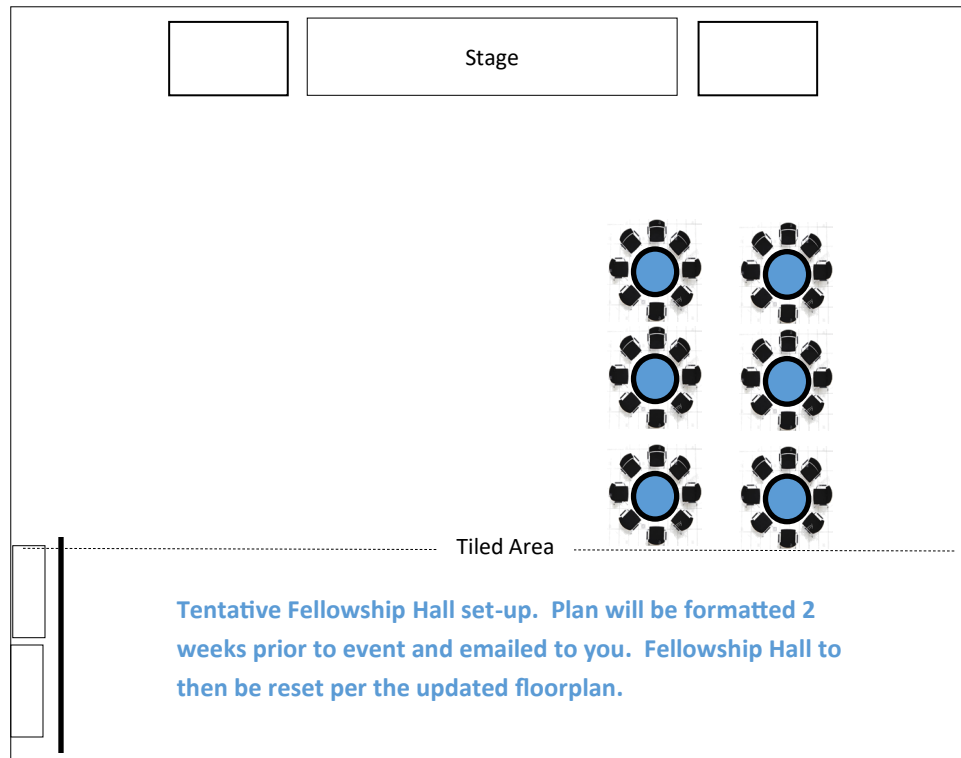 Stage
Tiled Area
Tentative Fellowship Hall set-up.  Plan will be formatted 2
weeks prior to event and emailed to you.  Fellowship Hall to
then be reset per the updated floorplan.